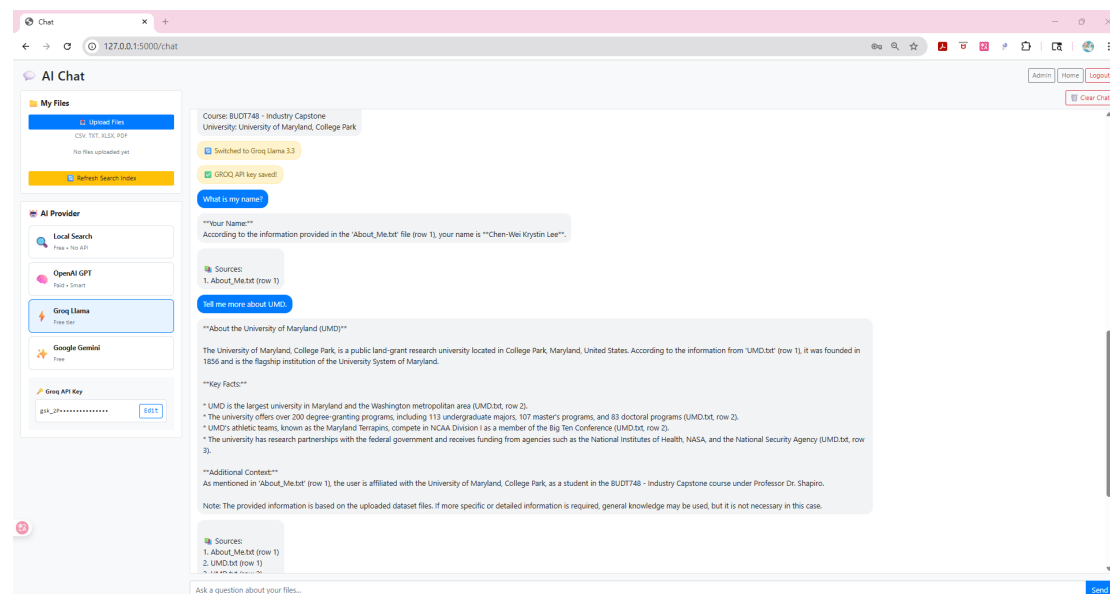 Chat
127.0.0.1:5000/chat
AI Chat
Admin
Home
Logout
My Files
Upload Files
CSV, TXT, XLSX, PDF
No files uploaded yet
Refresh Search Index
AI Provider
Local Search
Free • No API
OpenAI GPT
Paid • Smart
Groq Llama
Free tier
Google Gemini
Free
Groq API Key
gsk_2P•••••••••••••••
Edit
Clear Chat
Course: BUDT748 - Industry Capstone
University: University of Maryland, College Park
Switched to Groq Llama 3.3
GROQ API key saved!
What is my name?
**Your Name:**
According to the information provided in the 'About_Me.txt' file (row 1), your name is **Chen-Wei Krystin Lee**.
Sources:
1. About_Me.txt (row 1)
Tell me more about UMD.
**About the University of Maryland (UMD)**
The University of Maryland, College Park, is a public land-grant research university located in College Park, Maryland, United States. According to the information from 'UMD.txt' (row 1), it was founded in
1856 and is the flagship institution of the University System of Maryland.
**Key Facts:**
* UMD is the largest university in Maryland and the Washington metropolitan area (UMD.txt, row 2).
* The university offers over 200 degree-granting programs, including 113 undergraduate majors, 107 master's programs, and 83 doctoral programs (UMD.txt, row 2).
* UMD's athletic teams, known as the Maryland Terrapins, compete in NCAA Division I as a member of the Big Ten Conference (UMD.txt, row 2).
* The university has research partnerships with the federal government and receives funding from agencies such as the National Institutes of Health, NASA, and the National Security Agency (UMD.txt, row
3).
**Additional Context:**
As mentioned in 'About_Me.txt' (row 1), the user is affiliated with the University of Maryland, College Park, as a student in the BUDT748 - Industry Capstone course under Professor Dr. Shapiro.
Note: The provided information is based on the uploaded dataset files. If more specific or detailed information is required, general knowledge may be used, but it is not necessary in this case.
Sources:
1. About_Me.txt (row 1)
2. UMD.txt (row 1)
Ask a question about your files...
Send